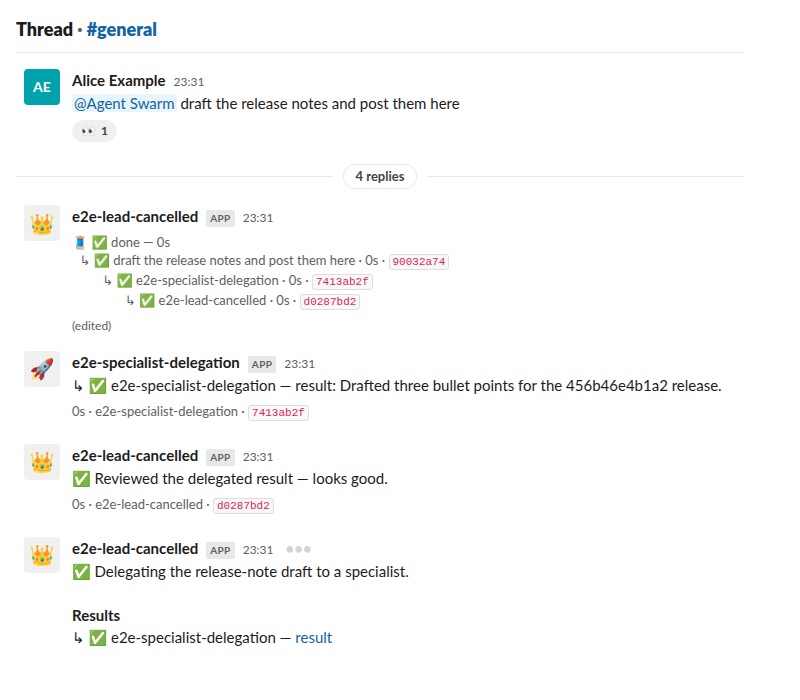 Thread • #general
AE
Alice Example 23:31
@Agent Swarm draft the release notes and post them here
👀 1
4 replies
e2e-lead-cancelled APP 23:31
🧵 ✅ done — 0s
↳ ✅ draft the release notes and post them here · 0s · 90032a74
↳ ✅ e2e-specialist-delegation · 0s · 7413ab2f
↳ ✅ e2e-lead-cancelled · 0s · d0287bd2
(edited)
e2e-specialist-delegation APP 23:31
↳ ✅ e2e-specialist-delegation — result: Drafted three bullet points for the 456b46e4b1a2 release.
0s · e2e-specialist-delegation · 7413ab2f
e2e-lead-cancelled APP 23:31
✅ Reviewed the delegated result — looks good.
0s · e2e-lead-cancelled · d0287bd2
e2e-lead-cancelled APP 23:31
✅ Delegating the release-note draft to a specialist.
Results
↳ ✅ e2e-specialist-delegation — result